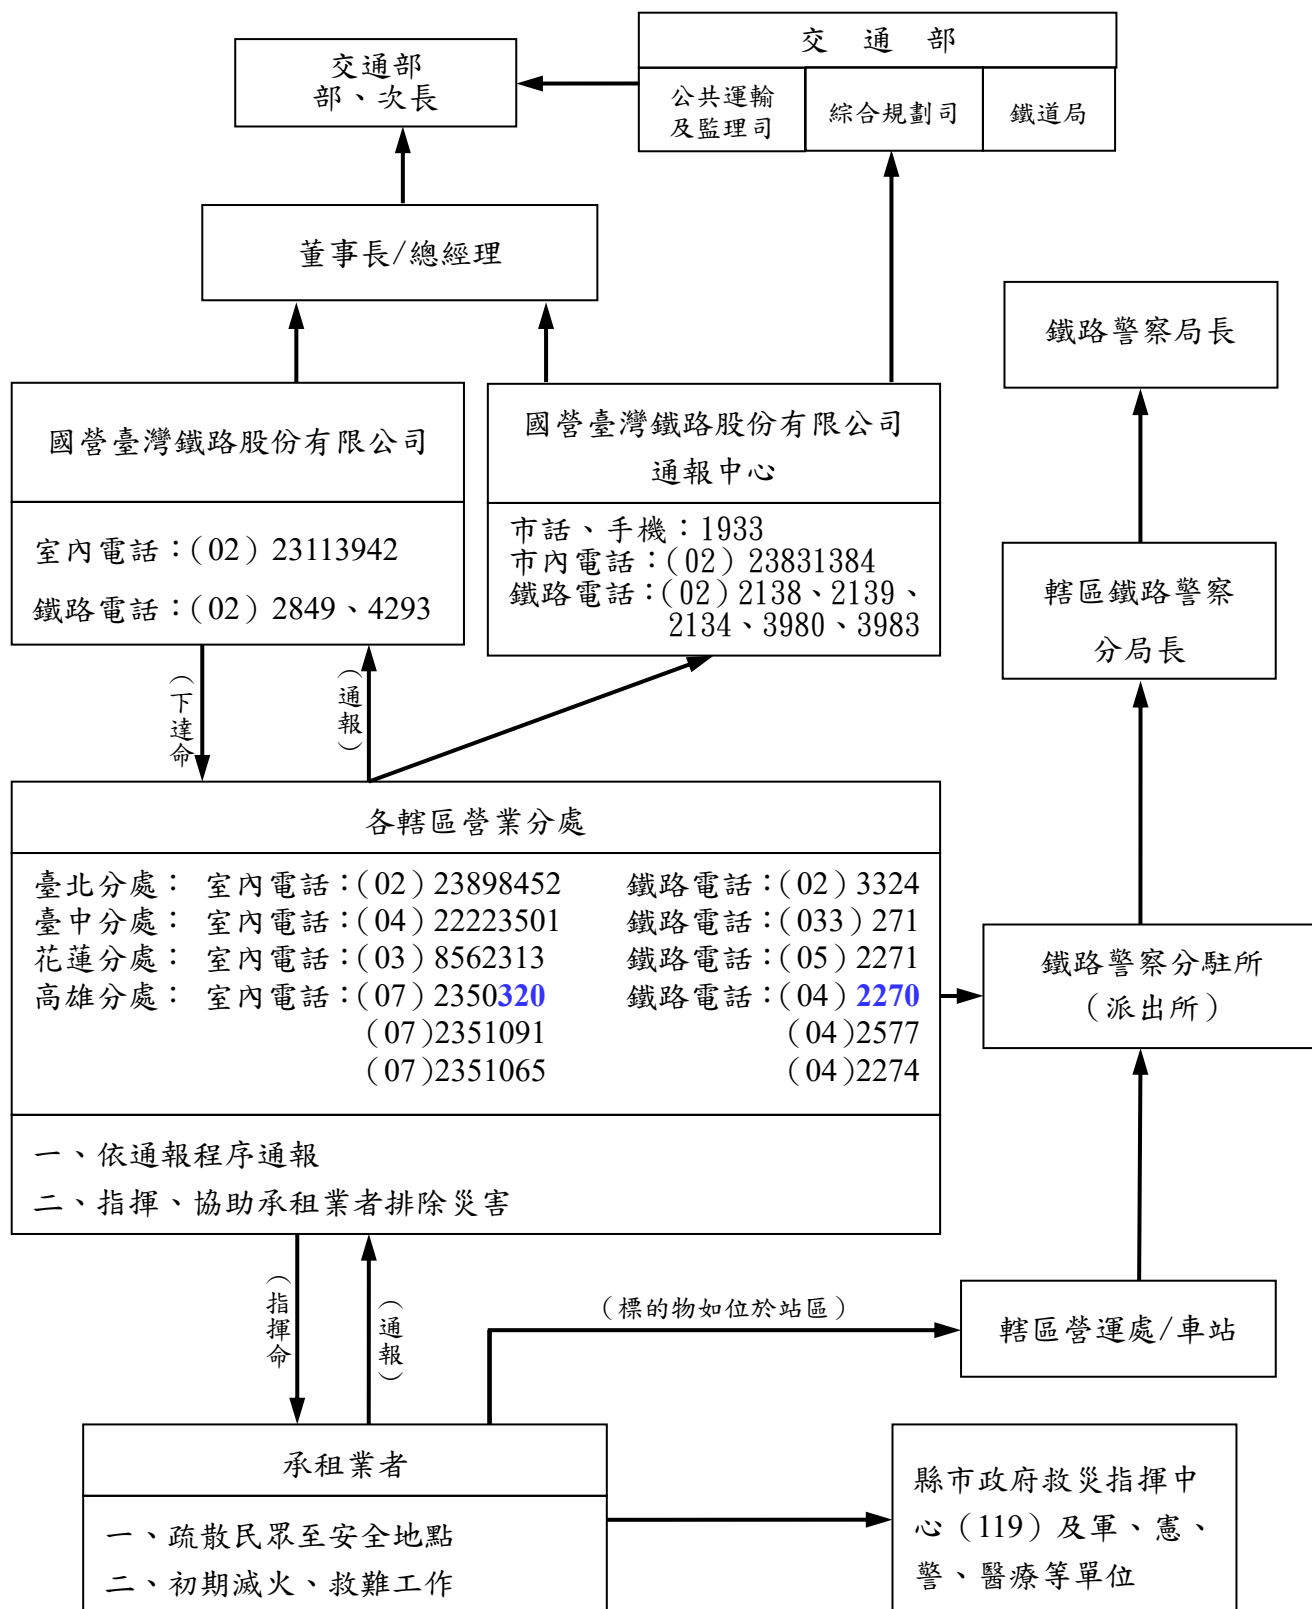 交通部
交通部
部、次長
公共運輸
及監理司
綜合規劃司
鐵道局
董事長/總經理
鐵路警察局長
國營臺灣鐵路股份有限公司
室內電話：(02) 23113942
鐵路電話：(02) 2849、4293
國營臺灣鐵路股份有限公司
通報中心
市話、手機：1933
市內電話：(02) 23831384
鐵路電話：(02) 2138、2139、
2134、3980、3983
轄區鐵路警察
分局長
（下達命
（通報）
各轄區營業分處
臺北分處： 室內電話：(02) 23898452 鐵路電話：(02) 3324
臺中分處： 室內電話：(04) 22223501 鐵路電話：(033) 271
花蓮分處： 室內電話：(03) 8562313 鐵路電話：(05) 2271
高雄分處： 室內電話：(07) 2350320 鐵路電話：(04) 2270
(07)2351091 (04)2577
(07)2351065 (04)2274
一、依通報程序通報
二、指揮、協助承租業者排除災害
鐵路警察分駐所
（派出所）
（指揮命
（通報）
（標的物如位於站區）
轄區營運處/車站
承租業者
一、疏散民眾至安全地點
二、初期滅火、救難工作
縣市政府救災指揮中
心（119）及軍、憲、
警、醫療等單位